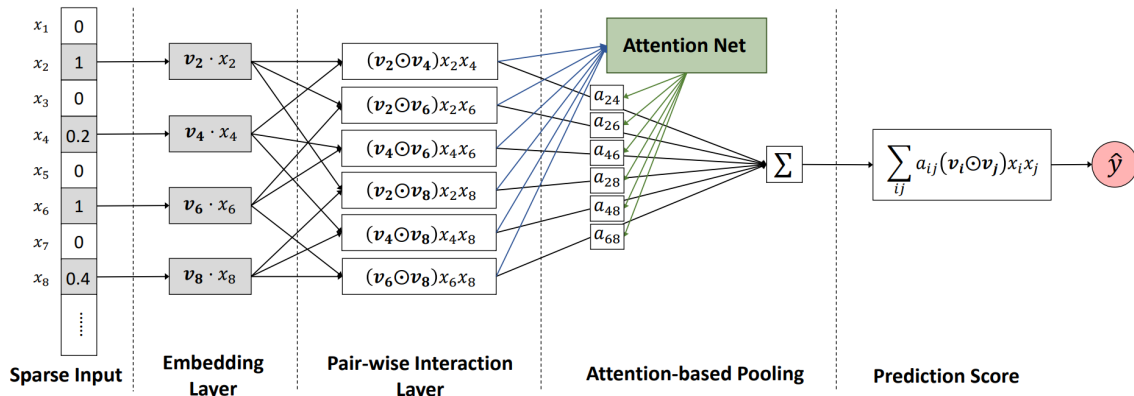 x₁ 0
x₂ 1
x₃ 0
x₄ 0.2
x₅ 0
x₆ 1
x₇ 0
x₈ 0.4
......
Sparse Input
v₂ · x₂
v₄ · x₄
v₆ · x₆
v₈ · x₈
Embedding
Layer
(v₂⊙v₄)x₂x₄
(v₂⊙v₆)x₂x₆
(v₄⊙v₆)x₄x₆
(v₂⊙v₈)x₂x₈
(v₄⊙v₈)x₄x₈
(v₆⊙v₈)x₆x₈
Pair-wise Interaction
Layer
Attention Net
a₂₄
a₂₆
a₄₆
a₂₈
a₄₈
a₆₈
∑
Attention-based Pooling
∑ᵢⱼ aᵢⱼ(vᵢ⊙vⱼ)xᵢxⱼ
ŷ
Prediction Score